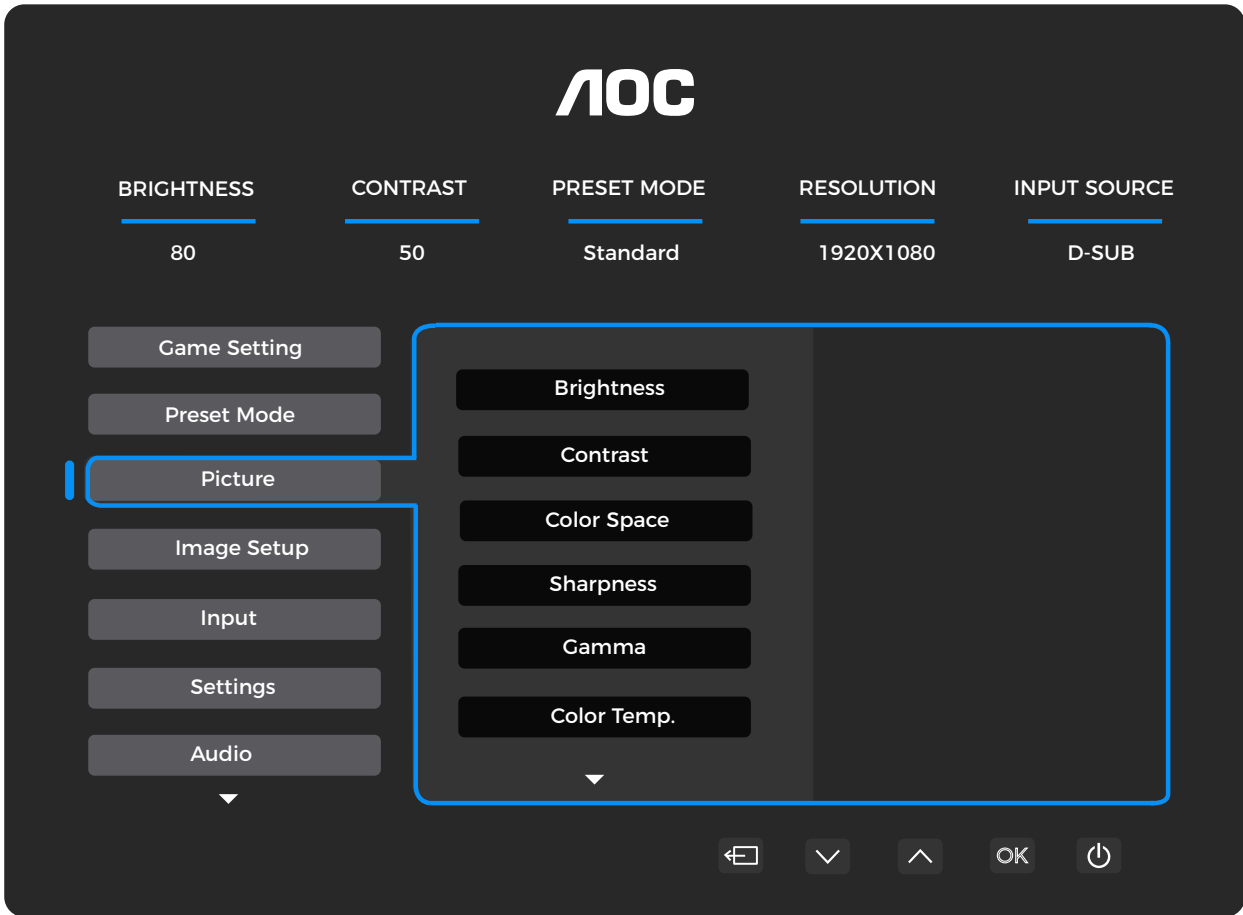 AOC
BRIGHTNESS CONTRAST PRESET MODE RESOLUTION INPUT SOURCE
80 50 Standard 1920X1080 D-SUB
Game Setting
Preset Mode
Picture
Image Setup
Input
Settings
Audio
Brightness
Contrast
Color Space
Sharpness
Gamma
Color Temp.
OK